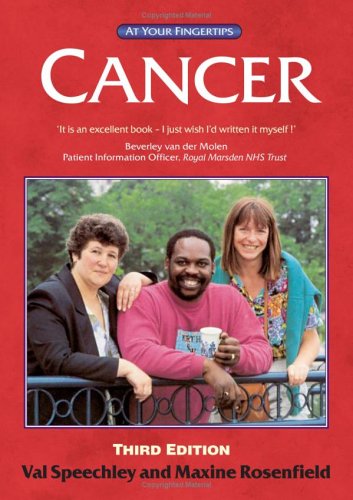 AT YOUR FINGERTIPS
CANCER
'It is an excellent book - I just wish I'd written it myself!'
Beverley van der Molen
Patient Information Officer, Royal Marsden NHS Trust
THIRD EDITION
Val Speechley and Maxine Rosenfield